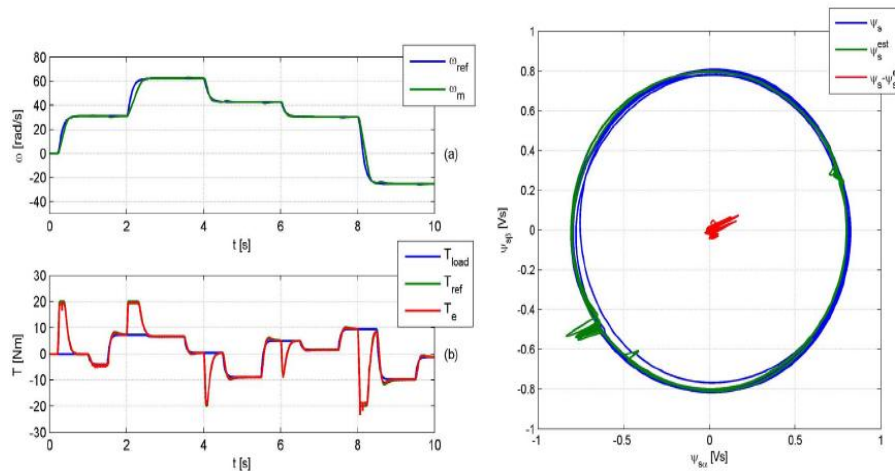 80
60
40
20
0
-20
-40
ω [rad/s]
ω_ref
ω_m
(a)
0 2 4 6 8 10
t [s]
30
20
10
0
-10
-20
-30
T [Nm]
T_load
T_ref
T_e
(b)
0 2 4 6 8 10
t [s]
1
0.8
0.6
0.4
0.2
0
-0.2
-0.4
-0.6
-0.8
-1
ψ_sβ [Vs]
ψ_s
ψ_s^est
-1 -0.5 0 0.5 1
ψ_sα [Vs]